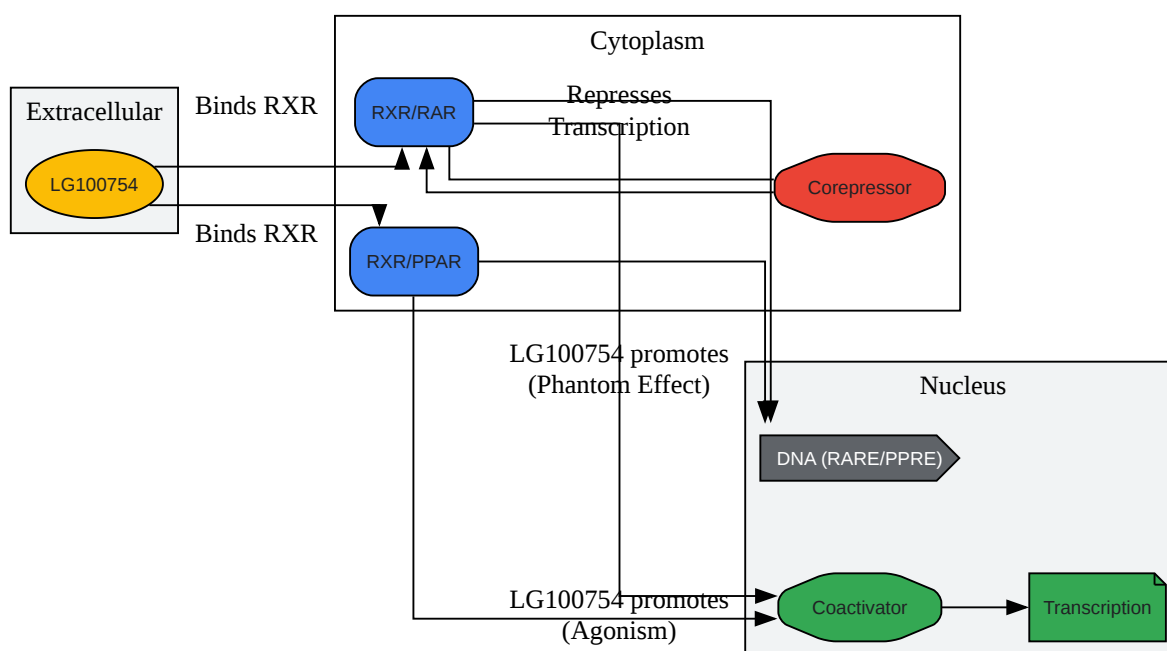 Cytoplasm
Extracellular
Binds RXR
RXR/RAR
Represses
Transcription
LG100754
Corepressor
Binds RXR
RXR/PPAR
LG100754 promotes
(Phantom Effect)
Nucleus
DNA (RARE/PPRE)
LG100754 promotes
(Agonism)
Coactivator
Transcription